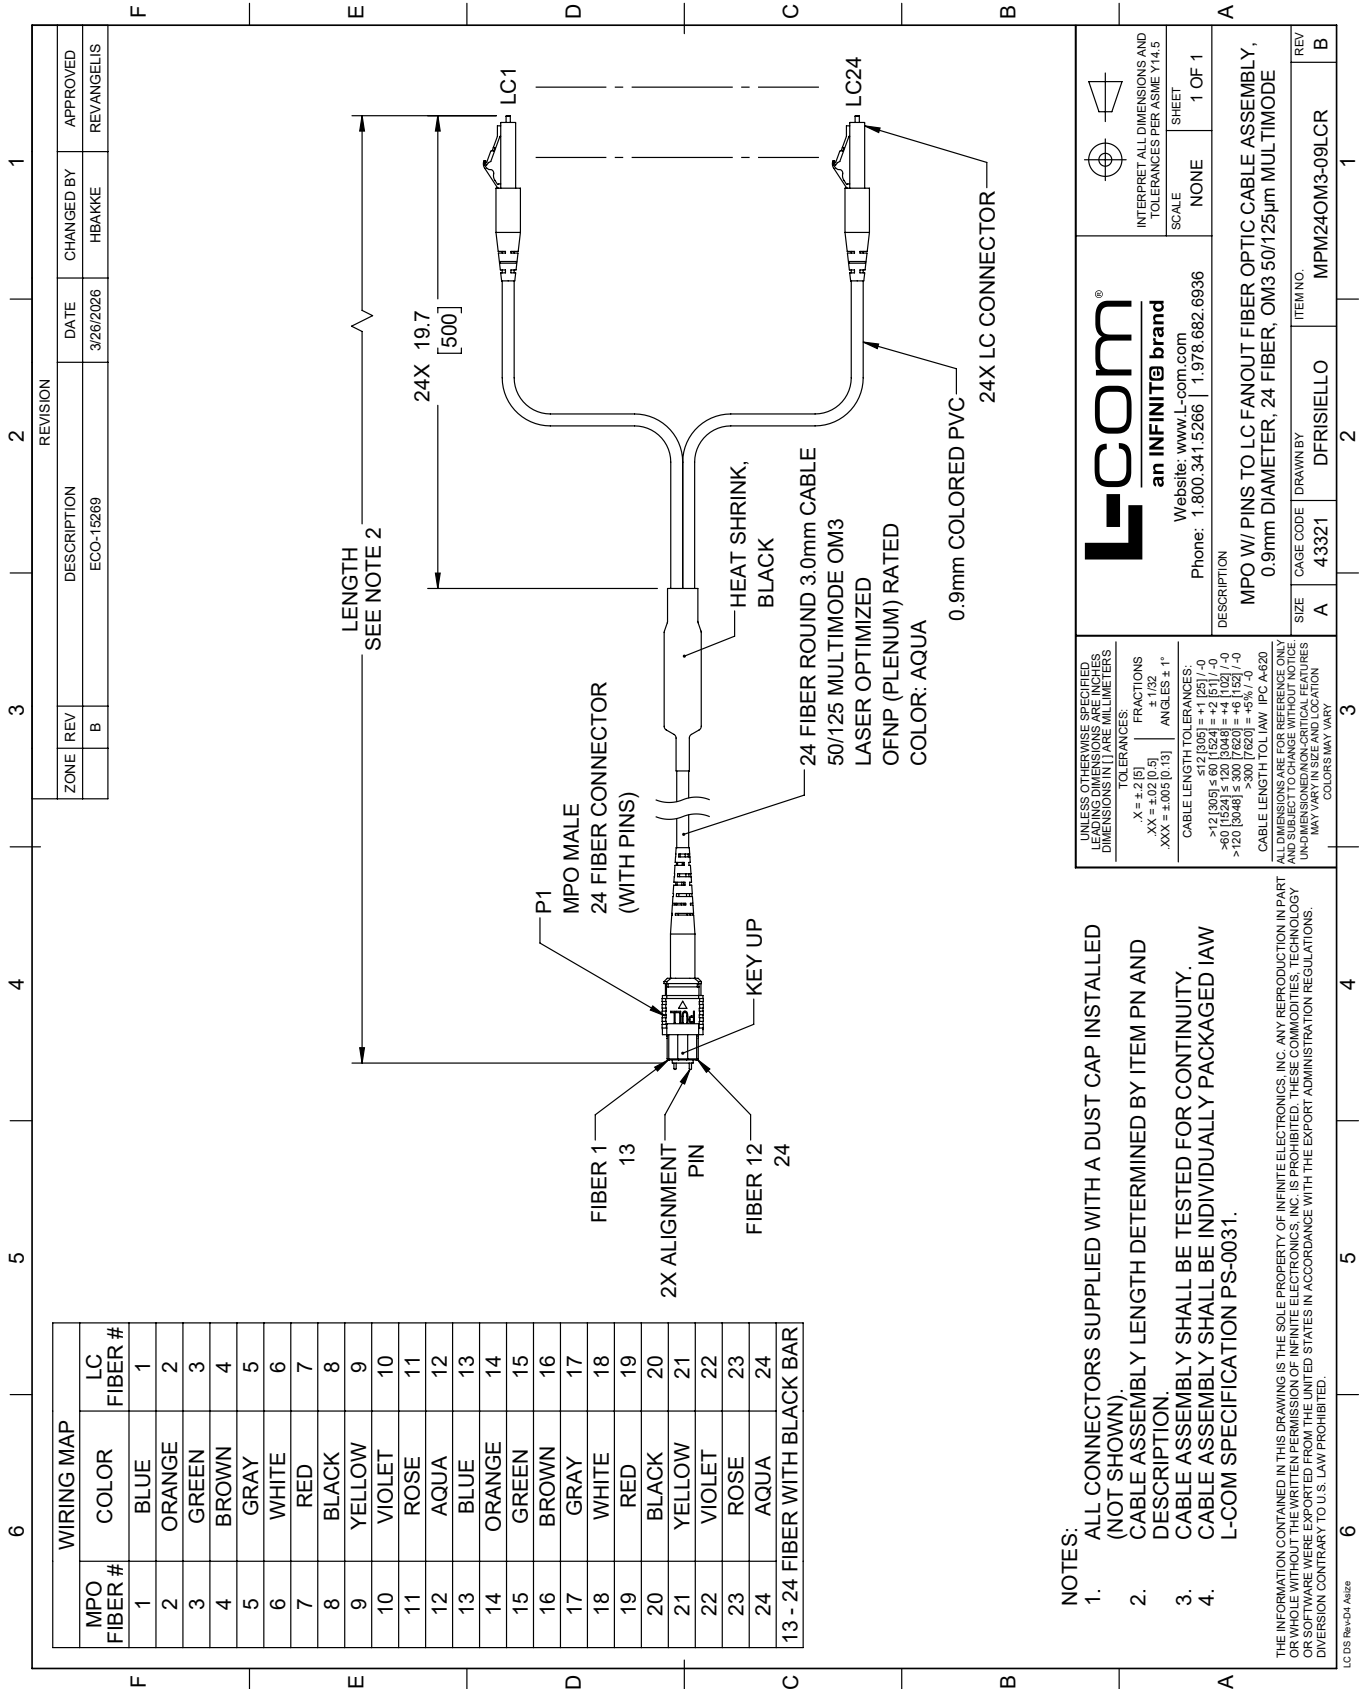 WIRING MAP
MPO FIBER # COLOR LC FIBER #
1 BLUE 1
2 ORANGE 2
3 GREEN 3
4 BROWN 4
5 GRAY 5
6 WHITE 6
7 RED 7
8 BLACK 8
9 YELLOW 9
10 VIOLET 10
11 ROSE 11
12 AQUA 12
13 BLUE 13
14 ORANGE 14
15 GREEN 15
16 BROWN 16
17 GRAY 17
18 WHITE 18
19 RED 19
20 BLACK 20
21 YELLOW 21
22 VIOLET 22
23 ROSE 23
24 AQUA 24
13 - 24 FIBER WITH BLACK BAR
REVISION
ZONE REV DESCRIPTION DATE CHANGED BY APPROVED
B ECO-15269 3/26/2026 HBAKKE REVANGELIS
LENGTH
SEE NOTE 2
24X 19.7
[500]
LC1
LC24
P1
MPO MALE
24 FIBER CONNECTOR
(WITH PINS)
FIBER 1
13
2X ALIGNMENT
PIN
FIBER 12
24
PULL
KEY UP
HEAT SHRINK,
BLACK
24 FIBER ROUND 3.0mm CABLE
50/125 MULTIMODE OM3
LASER OPTIMIZED
OFNP (PLENUM) RATED
COLOR: AQUA
0.9mm COLORED PVC
24X LC CONNECTOR
NOTES:
1. ALL CONNECTORS SUPPLIED WITH A DUST CAP INSTALLED
(NOT SHOWN).
2. CABLE ASSEMBLY LENGTH DETERMINED BY ITEM PN AND
DESCRIPTION.
3. CABLE ASSEMBLY SHALL BE TESTED FOR CONTINUITY.
4. CABLE ASSEMBLY SHALL BE INDIVIDUALLY PACKAGED IAW
L-COM SPECIFICATION PS-0031.
THE INFORMATION CONTAINED IN THIS DRAWING IS THE SOLE PROPERTY OF INFINITE ELECTRONICS, INC. ANY REPRODUCTION IN PART
OR WHOLE WITHOUT THE WRITTEN PERMISSION OF INFINITE ELECTRONICS, INC. IS PROHIBITED. THESE COMMODITIES, TECHNOLOGY
OR SOFTWARE WERE EXPORTED FROM THE UNITED STATES IN ACCORDANCE WITH THE EXPORT ADMINISTRATION REGULATIONS.
DIVERSION CONTRARY TO U.S. LAW PROHIBITED.
UNLESS OTHERWISE SPECIFIED
LEADING DIMENSIONS ARE INCHES
DIMENSIONS IN [ ] ARE MILLIMETERS
TOLERANCES:
.X = ±.2 [5]
.XX = ±.02 [0.5]
.XXX = ±.005 [0.13]
FRACTIONS
± 1/32
ANGLES ± 1°
CABLE LENGTH TOLERANCES:
≤12 [305] = +1 [25] / -0
>12 [305] ≤ 60 [1524] = +2 [51] / -0
>60 [1524] ≤ 120 [3048] = +4 [102] / -0
>120 [3048] ≤ 300 [7620] = +6 [152] / -0
>300 [7620] = +5% / -0
CABLE LENGTH TOL IAW IPC A-620
ALL DIMENSIONS ARE FOR REFERENCE ONLY
AND SUBJECT TO CHANGE WITHOUT NOTICE.
UN-DIMENSIONED/NON-CRITICAL FEATURES
MAY VARY IN SIZE AND LOCATION
COLORS MAY VARY
L-com®
an INFINITE brand
Website: www.L-com.com
Phone: 1.800.341.5266 | 1.978.682.6936
INTERPRET ALL DIMENSIONS AND
TOLERANCES PER ASME Y14.5
SCALE
NONE
SHEET
1 OF 1
DESCRIPTION
MPO W/ PINS TO LC FANOUT FIBER OPTIC CABLE ASSEMBLY,
0.9mm DIAMETER, 24 FIBER, OM3 50/125µm MULTIMODE
SIZE
A
CAGE CODE
43321
DRAWN BY
DFRISIELLO
ITEM NO.
MPM24OM3-09LCR
REV
B
6 5 4 3 2 1
6 5 4 3 2 1
F E D C B A
F E D C B A
LC DS Rev-D4 Asize